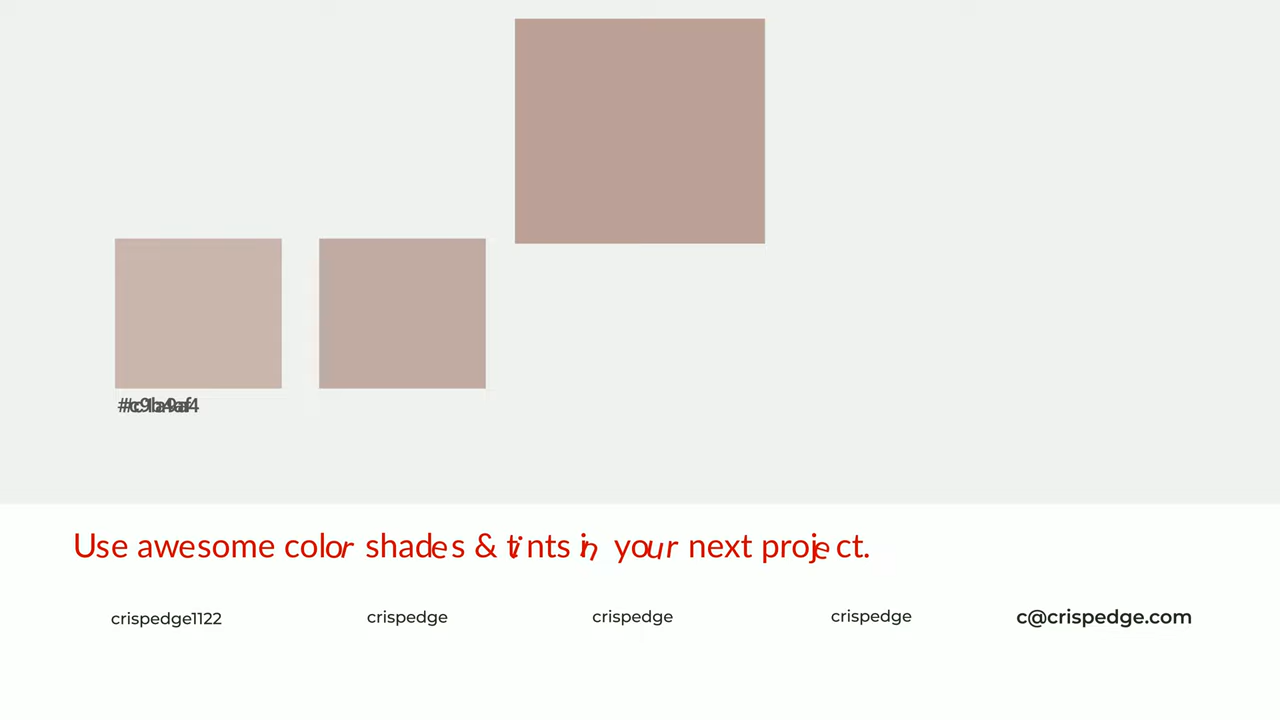 Use awesome color shades & tints in your next project.
crispedge1122 crispedge crispedge crispedge c@crispedge.com